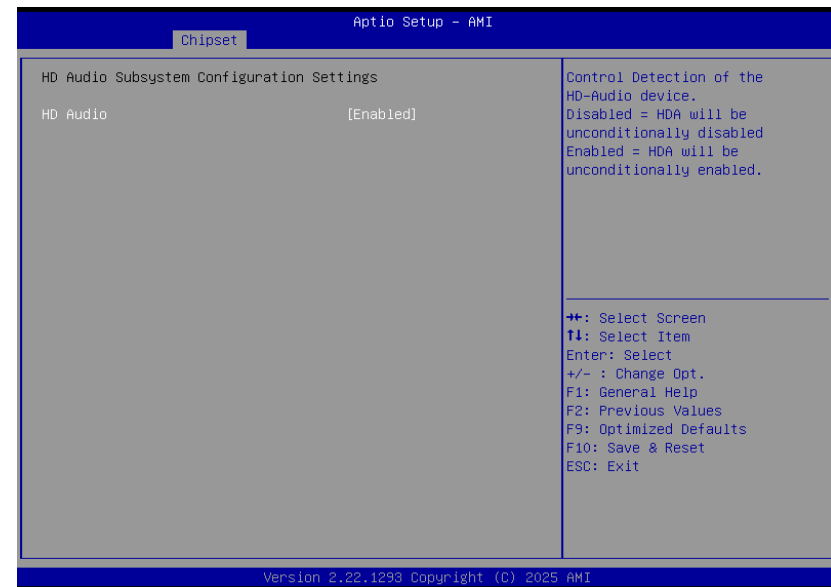 Aptio Setup – AMI
Chipset
HD Audio Subsystem Configuration Settings
HD Audio [Enabled]
Control Detection of the
HD-Audio device.
Disabled = HDA will be
unconditionally disabled
Enabled = HDA will be
unconditionally enabled.
→←: Select Screen
↑↓: Select Item
Enter: Select
+/- : Change Opt.
F1: General Help
F2: Previous Values
F9: Optimized Defaults
F10: Save & Reset
ESC: Exit
Version 2.22.1293 Copyright (C) 2025 AMI